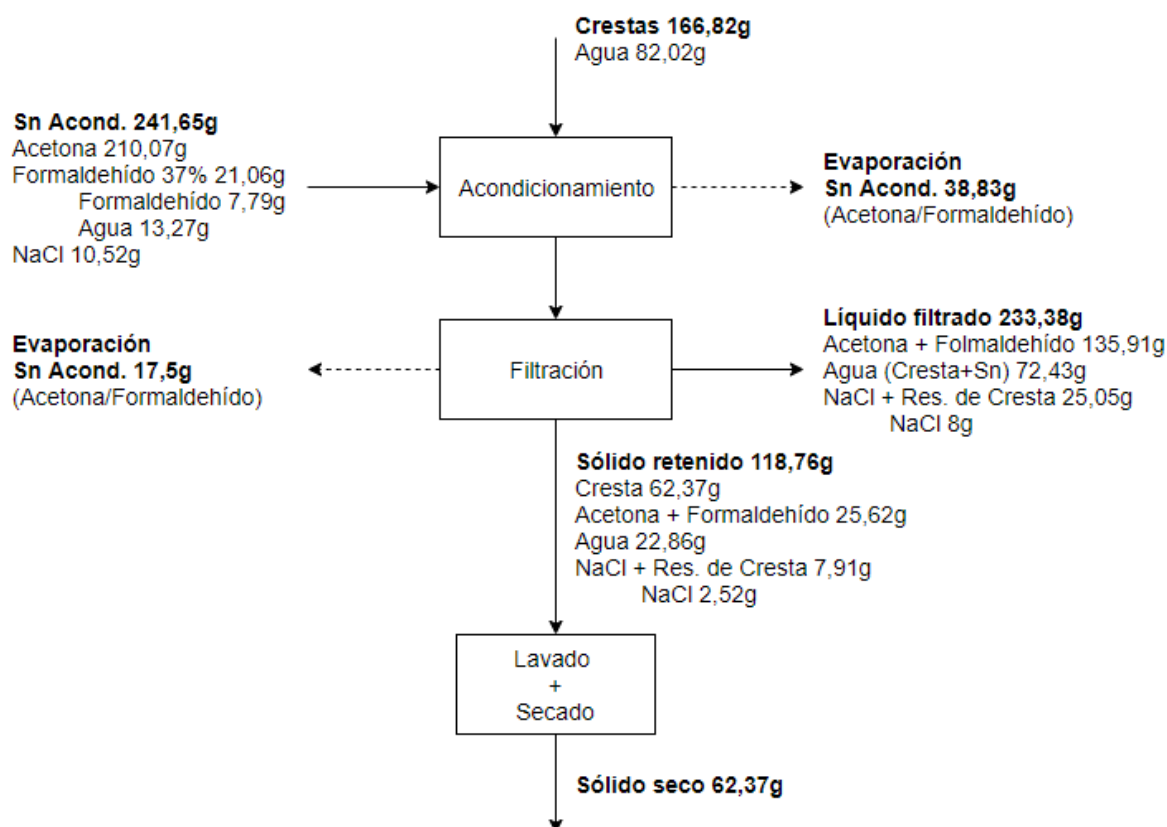 Crestas 166,82g
Agua 82,02g
Sn Acond. 241,65g
Acetona 210,07g
Formaldehído 37% 21,06g
Formaldehído 7,79g
Agua 13,27g
NaCl 10,52g
Acondicionamiento
Evaporación
Sn Acond. 38,83g
(Acetona/Formaldehído)
Evaporación
Sn Acond. 17,5g
(Acetona/Formaldehído)
Filtración
Líquido filtrado 233,38g
Acetona + Folmaldehído 135,91g
Agua (Cresta+Sn) 72,43g
NaCl + Res. de Cresta 25,05g
NaCl 8g
Sólido retenido 118,76g
Cresta 62,37g
Acetona + Formaldehído 25,62g
Agua 22,86g
NaCl + Res. de Cresta 7,91g
NaCl 2,52g
Lavado
+
Secado
Sólido seco 62,37g